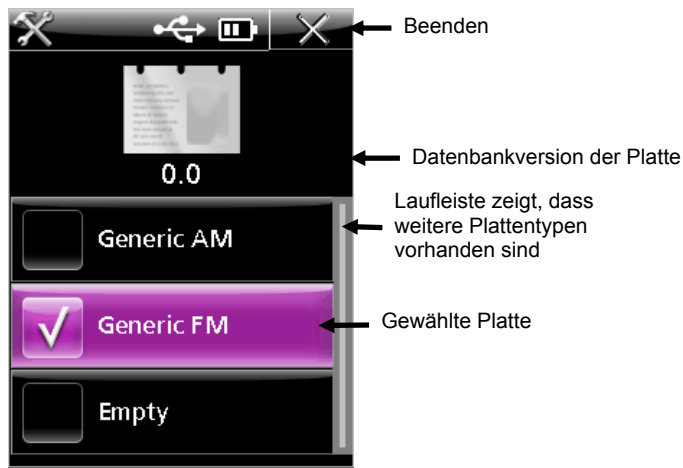 Beenden
Datenbankversion der Platte
0.0
Laufleiste zeigt, dass
weitere Plattentypen
vorhanden sind
Generic AM
Generic FM
Gewählte Platte
Empty